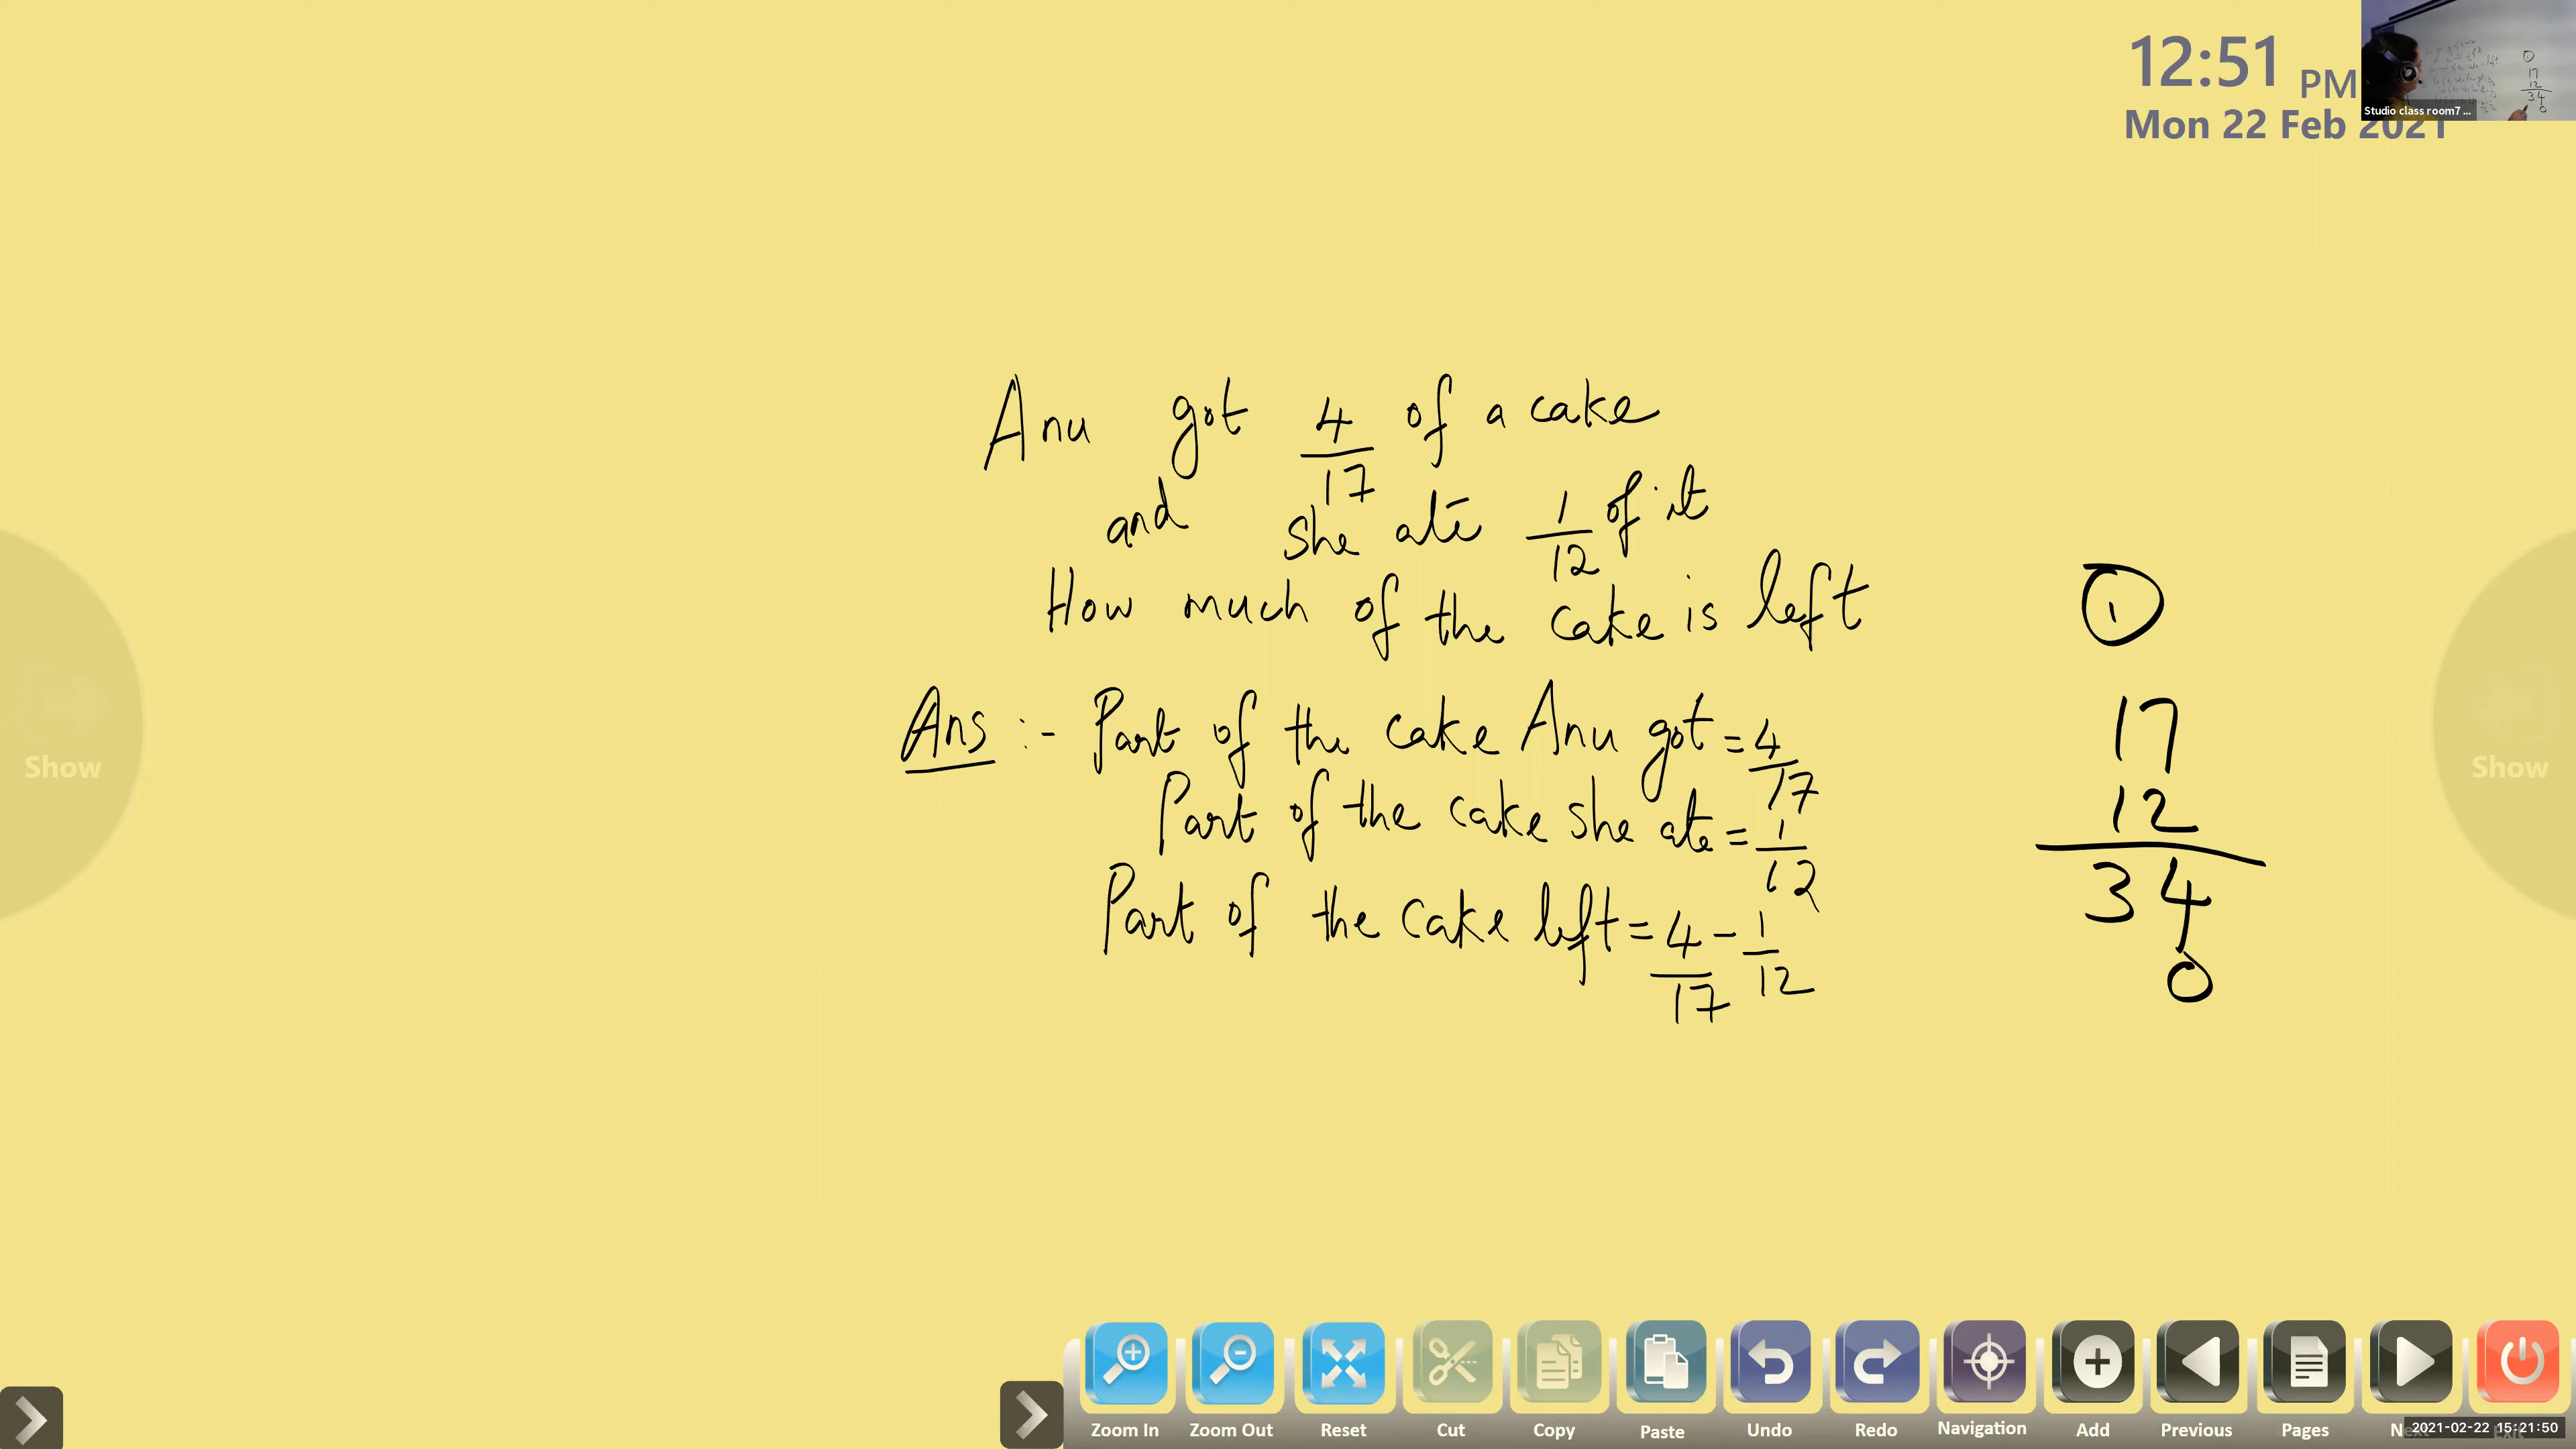 12:51 PM
Mon 22 Feb 2021
Studio class room7 ...
Anu got 4/17 of a cake
and she ate 1/12 of it
How much of the cake is left
Ans :- Part of the cake Anu got = 4/17
Part of the cake she ate = 1/12
Part of the cake left = 4/17 - 1/12
1
17
12
34
0
Show
Show
Zoom In Zoom Out Reset Cut Copy Paste Undo Redo Navigation Add Previous Pages
2021-02-22 15:21:50